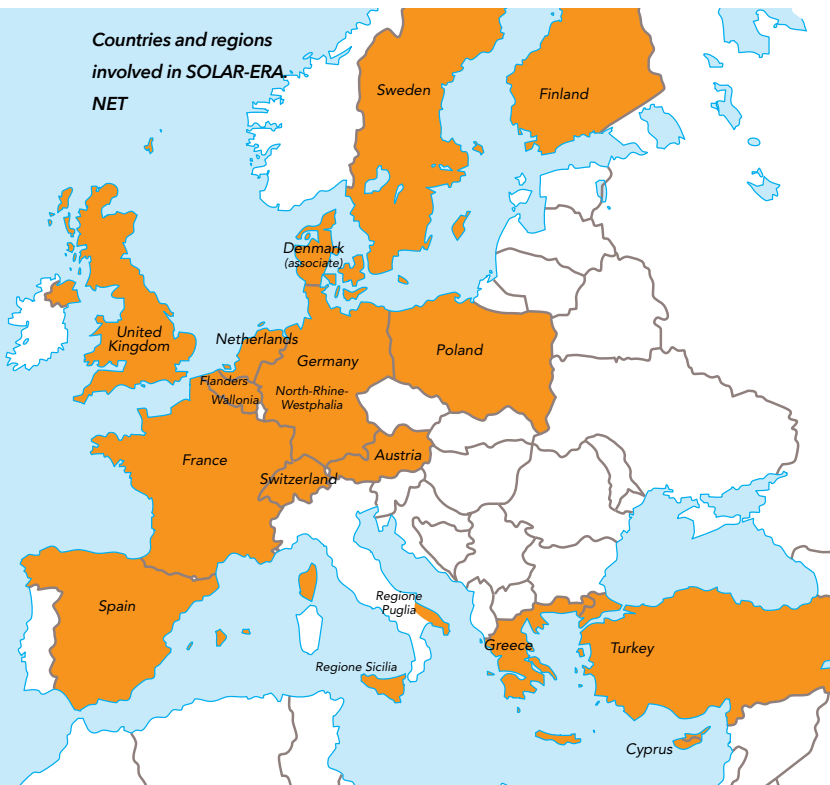 Countries and regions
involved in SOLAR-ERA.
NET
Sweden
Finland
Denmark
(associate)
United
Kingdom
Netherlands
Germany
Poland
Flanders
Wallonia
North-Rhine-
Westphalia
France
Austria
Switzerland
Spain
Regione
Puglia
Greece
Turkey
Regione Sicilia
Cyprus